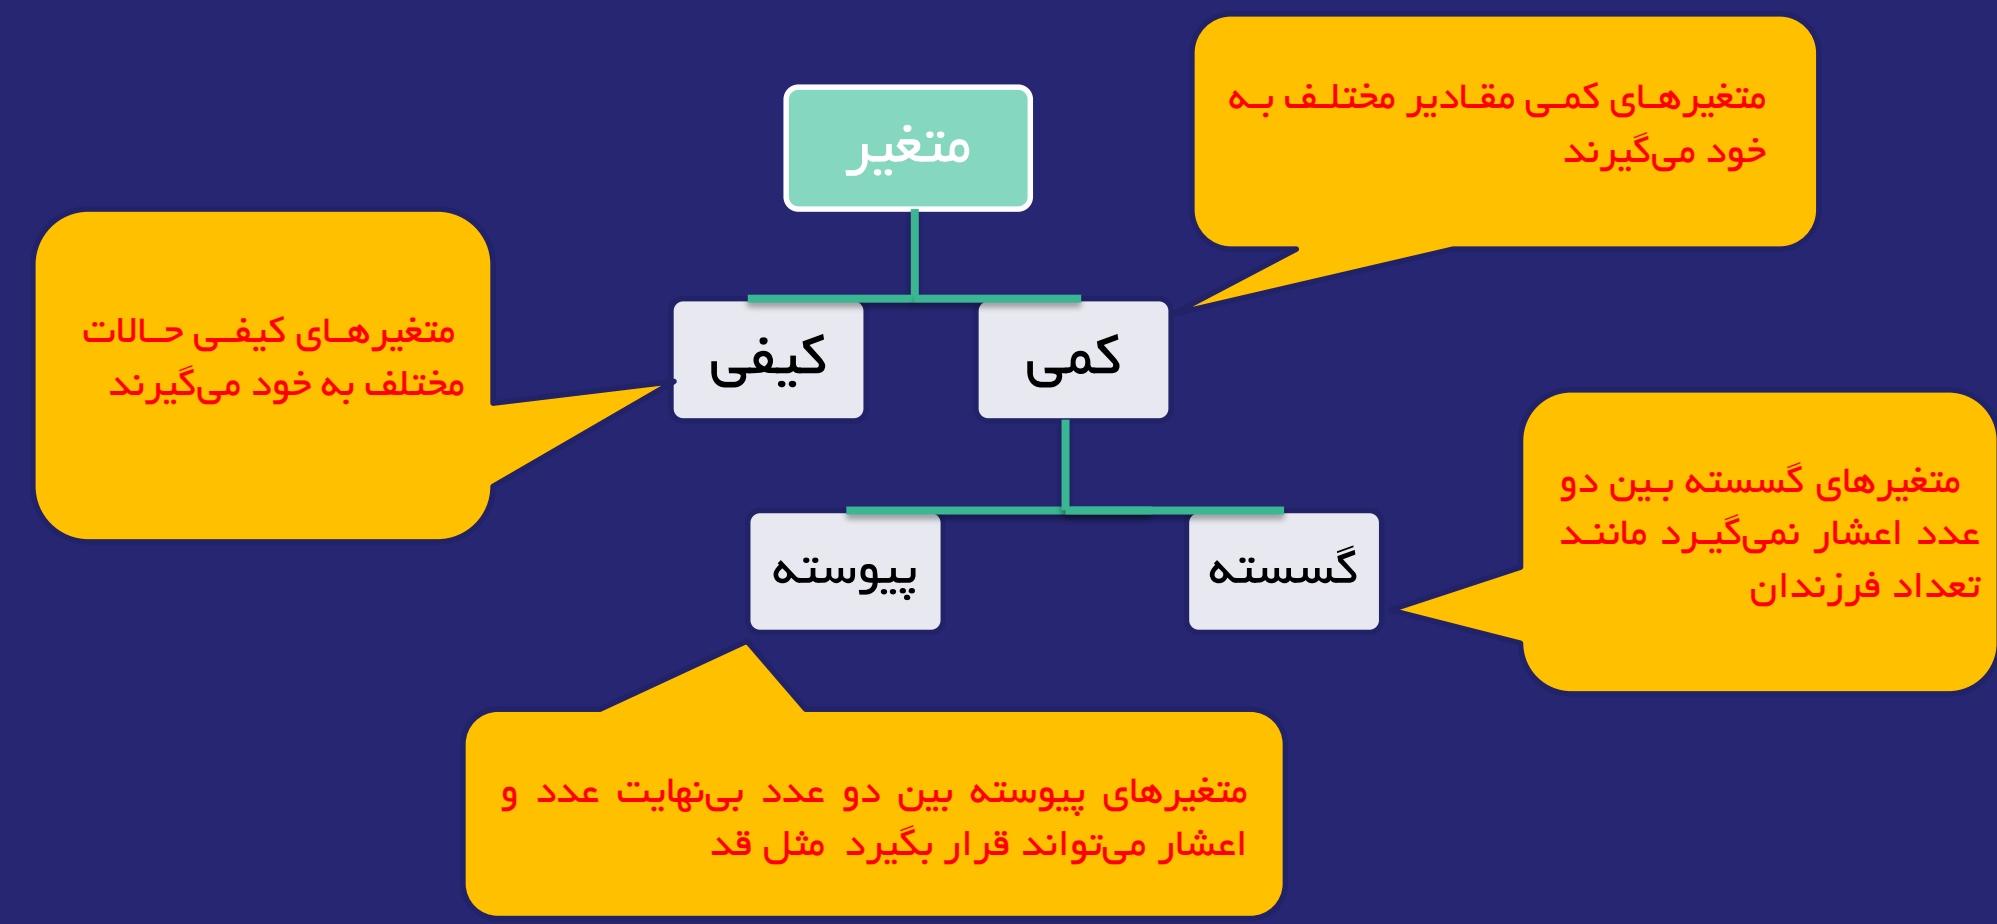 متغیر
متغیرهای کمی مقادیر مختلف به
خود می‌گیرند
کمی
کیفی
متغیرهای کیفی حالات
مختلف به خود می‌گیرند
گسسته
پیوسته
متغیرهای گسسته بین دو
عدد اعشار نمی‌گیرد مانند
تعداد فرزندان
متغیرهای پیوسته بین دو عدد بی‌نهایت عدد و
اعشار می‌تواند قرار بگیرد مثل قد